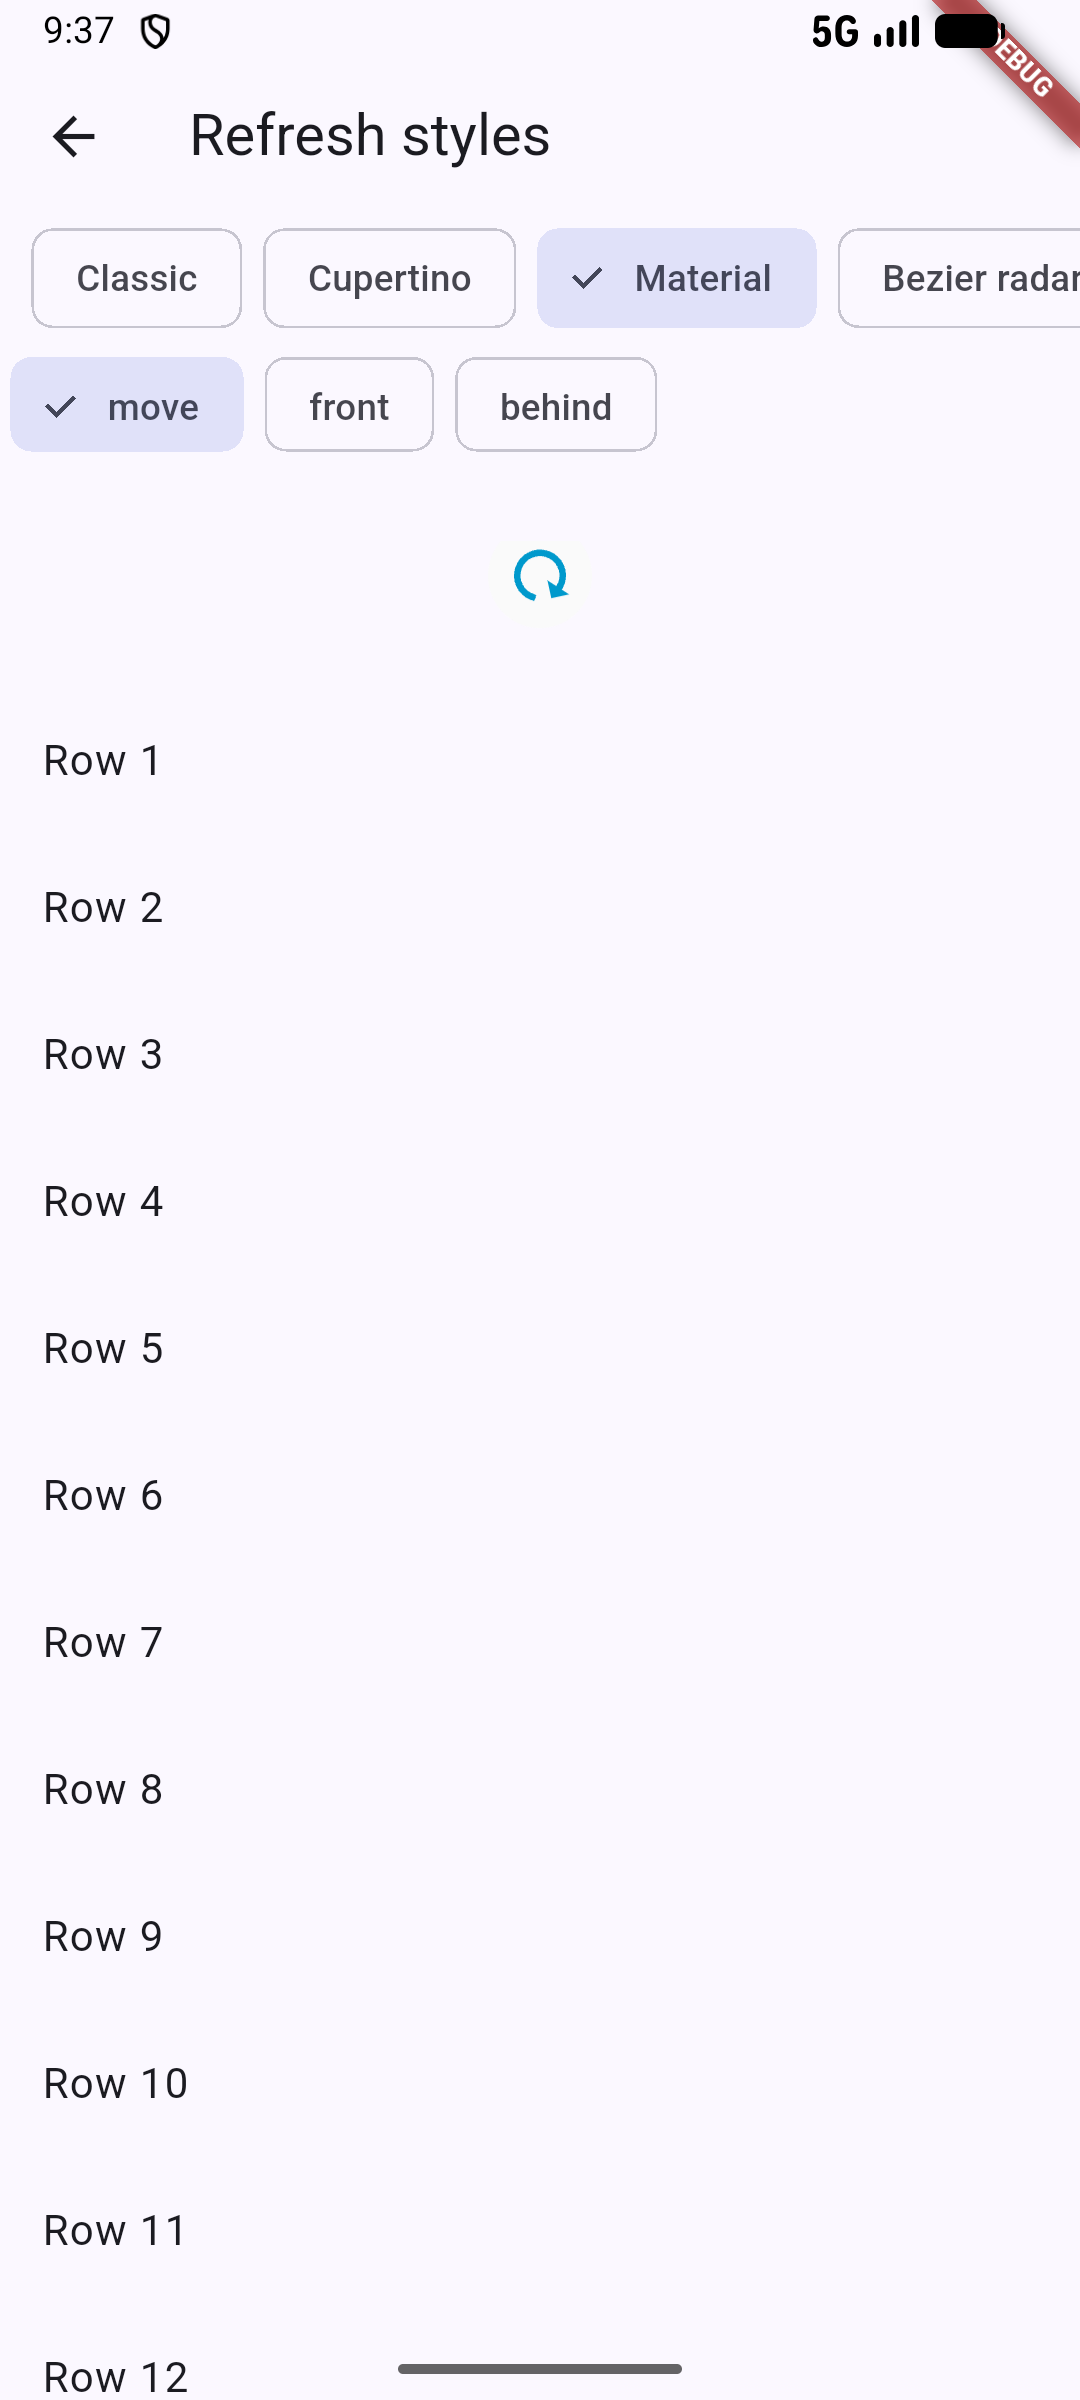 9:37 5G
DEBUG
Refresh styles
Classic Cupertino Material Bezier radar
move front behind
Row 1
Row 2
Row 3
Row 4
Row 5
Row 6
Row 7
Row 8
Row 9
Row 10
Row 11
Row 12